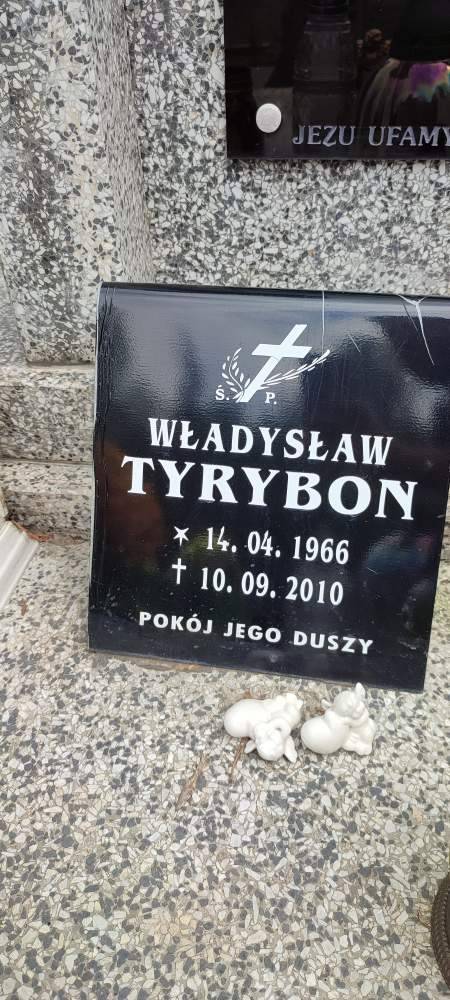 JEZU UFAMY
Ś. P.
WŁADYSŁAW
TYRYBON
14. 04. 1966
10. 09. 2010
POKÓJ JEGO DUSZY